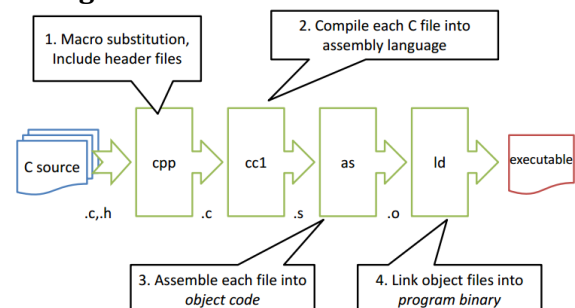 1. Macro substitution,
Include header files
2. Compile each C file into
assembly language
C source
cpp
cc1
as
ld
executable
.c,.h
.c
.s
.o
3. Assemble each file into
object code
4. Link object files into
program binary